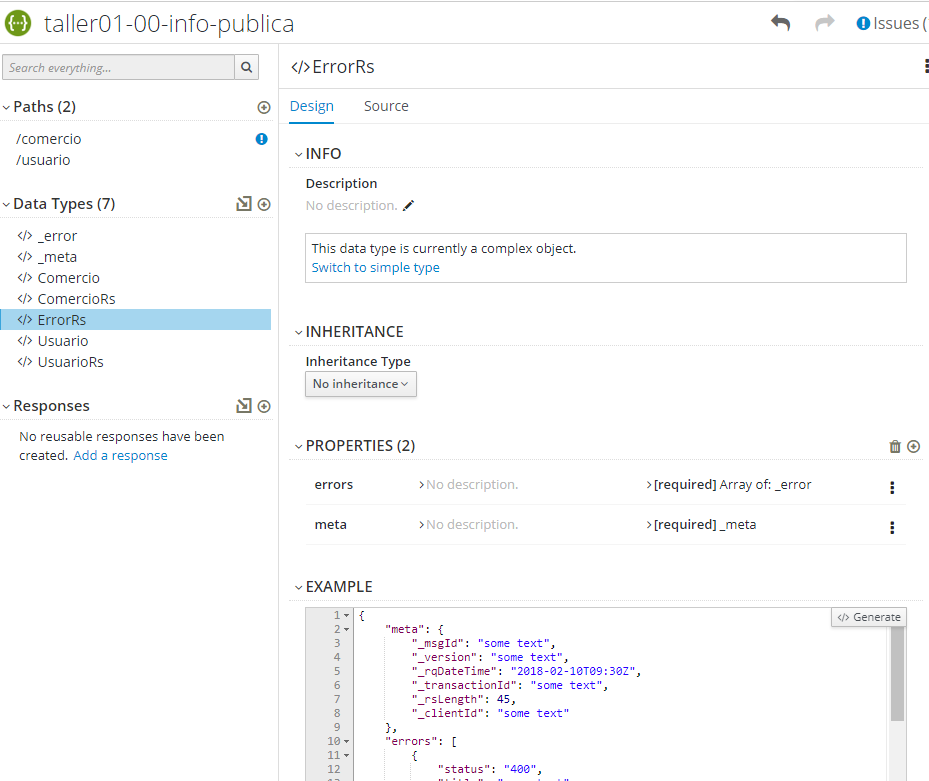 {···} taller01-00-info-publica
Issues (
Search everything...
</>ErrorRs
Design Source
Paths (2)
/comercio
/usuario
Data Types (7)
</> _error
</> _meta
</> Comercio
</> ComercioRs
</> ErrorRs
</> Usuario
</> UsuarioRs
Responses
No reusable responses have been
created. Add a response
INFO
Description
No description.
This data type is currently a complex object.
Switch to simple type
INHERITANCE
Inheritance Type
No inheritance
PROPERTIES (2)
errors No description. [required] Array of: _error
meta No description. [required] _meta
EXAMPLE
</> Generate
1 {
2 "meta": {
3 "_msgId": "some text",
4 "_version": "some text",
5 "_rqDateTime": "2018-02-10T09:30Z",
6 "_transactionId": "some text",
7 "_rsLength": 45,
8 "_clientId": "some text"
9 },
10 "errors": [
11 {
12 "status": "400",